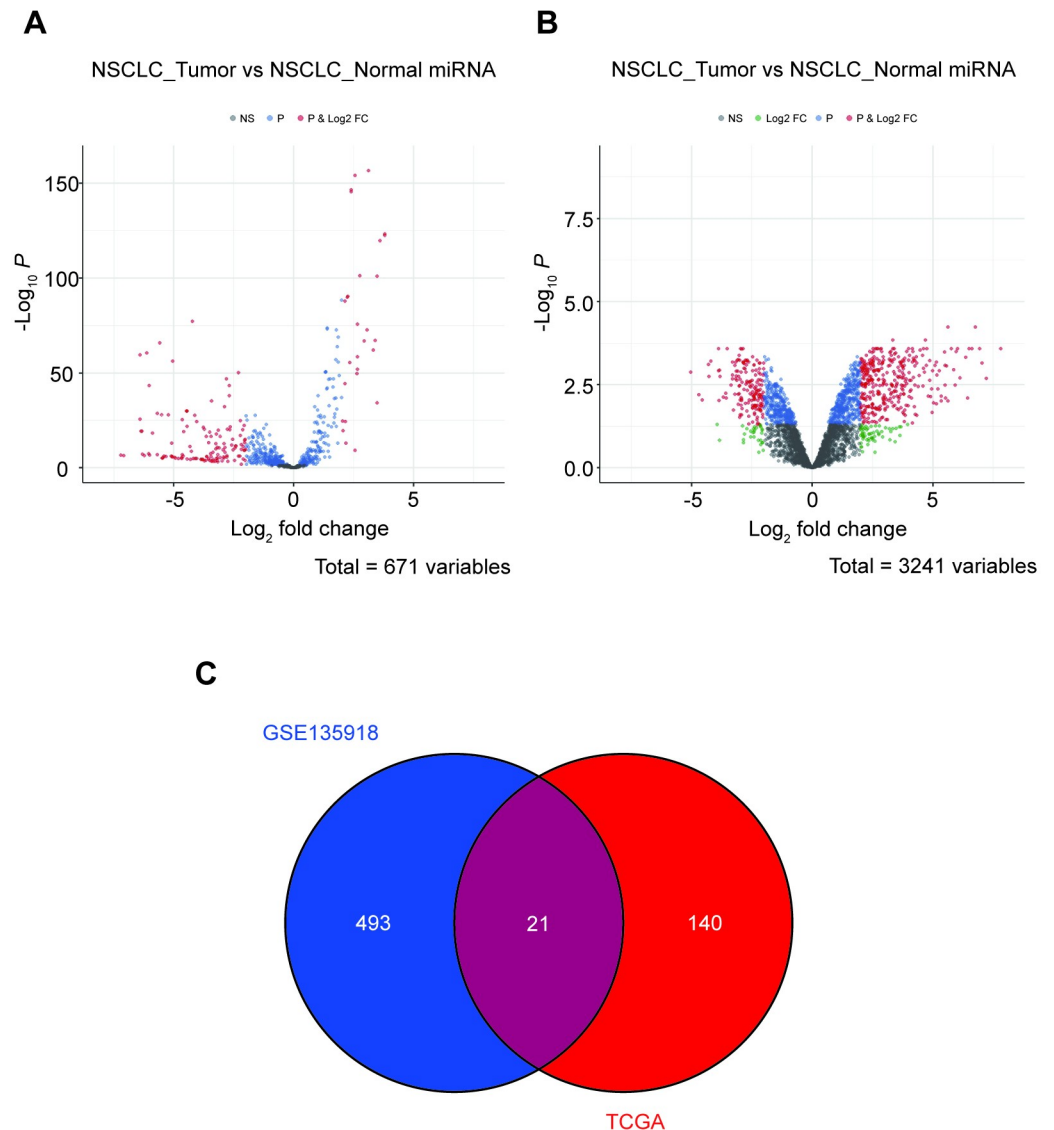 A
NSCLC_Tumor vs NSCLC_Normal miRNA
NS P P & Log2 FC
150
100
50
0
-Log10 P
-5 0 5
Log2 fold change
Total = 671 variables
B
NSCLC_Tumor vs NSCLC_Normal miRNA
NS Log2 FC P P & Log2 FC
7.5
5.0
2.5
0.0
-Log10 P
-5 0 5
Log2 fold change
Total = 3241 variables
C
GSE135918
493 21 140
TCGA